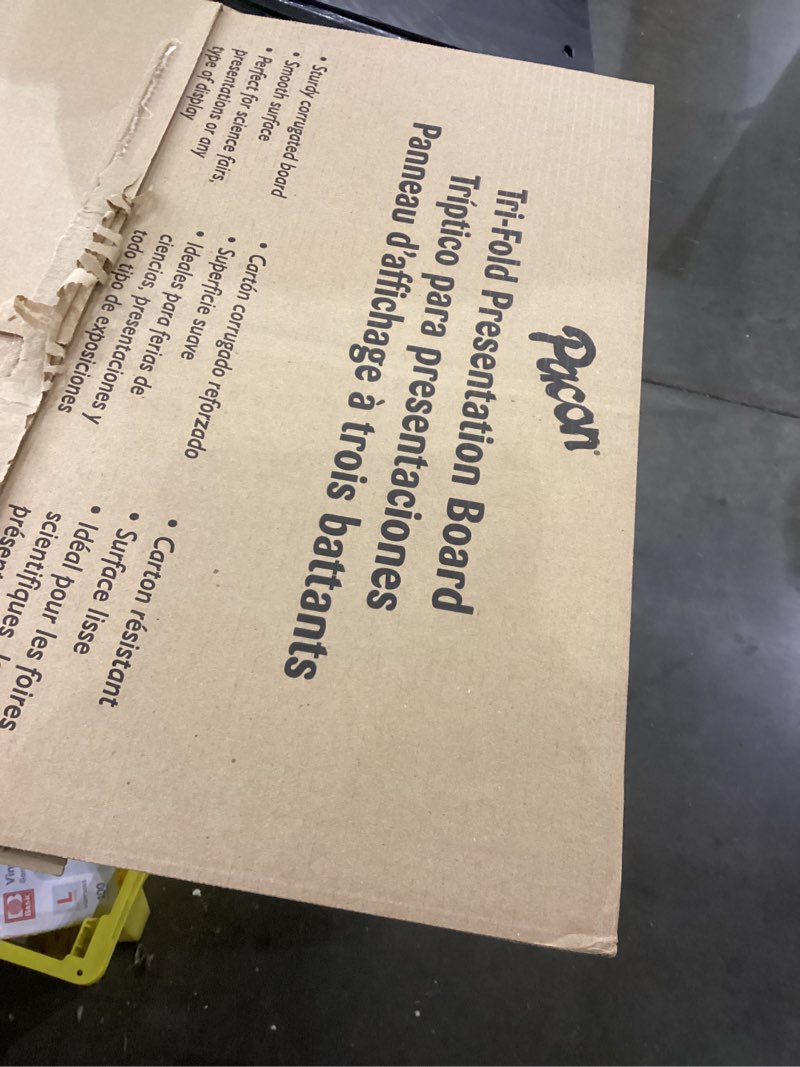 Pacon®
Tri-Fold Presentation Board
Tríptico para presentaciones
Panneau d'affichage à trois battants
• Sturdy corrugated board
• Smooth surface
• Perfect for science fairs,
presentations or any
type of display
• Cartón corrugado reforzado
• Superficie suave
• Ideales para ferias de
ciencias, presentaciones y
todo tipo de exposiciones
• Carton résistant
• Surface lisse
• Idéal pour les foires
scientifiques,